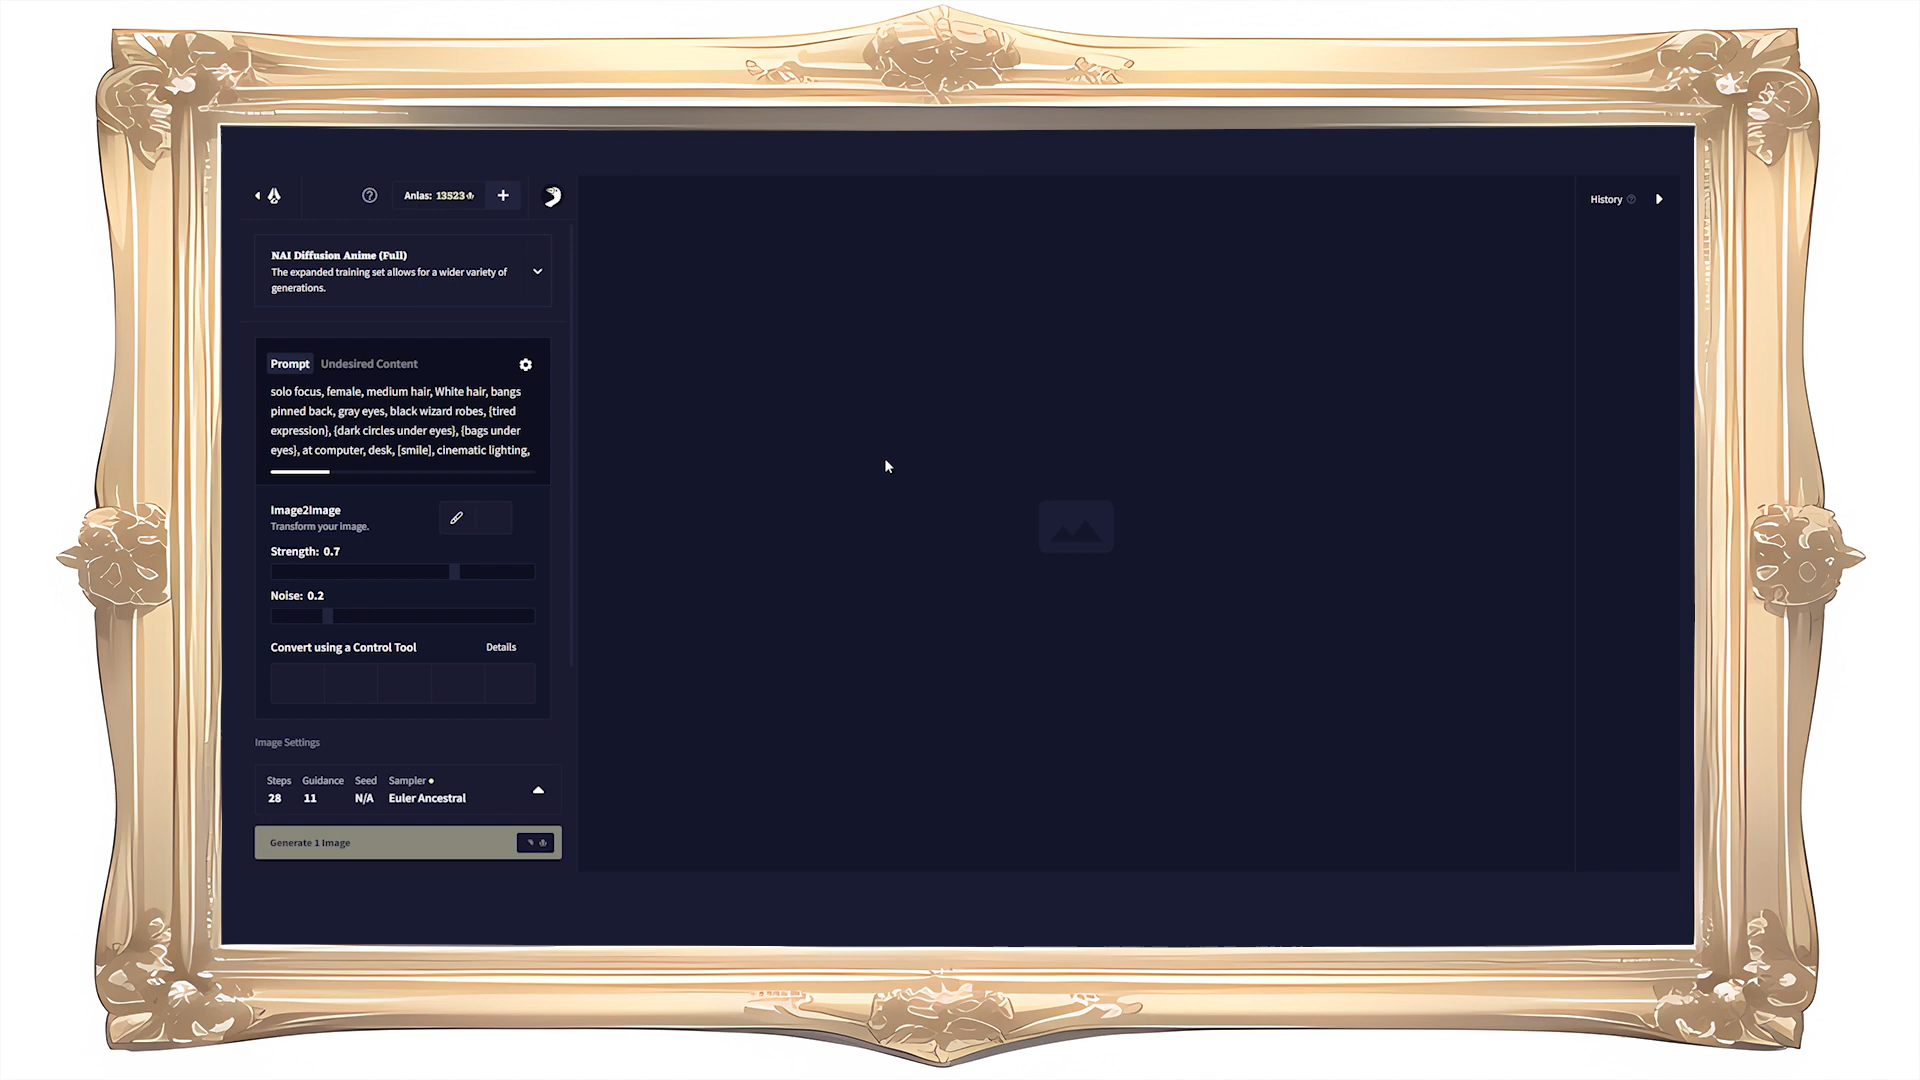 Anlas: 13523
History
NAI Diffusion Anime (Full)
The expanded training set allows for a wider variety of
generations.
Prompt Undesired Content
solo focus, female, medium hair, White hair, bangs
pinned back, gray eyes, black wizard robes, {tired
expression}, {dark circles under eyes}, {bags under
eyes}, at computer, desk, [smile], cinematic lighting,
Image2Image
Transform your image.
Strength: 0.7
Noise: 0.2
Convert using a Control Tool Details
Image Settings
Steps Guidance Seed Sampler
28 11 N/A Euler Ancestral
Generate 1 Image